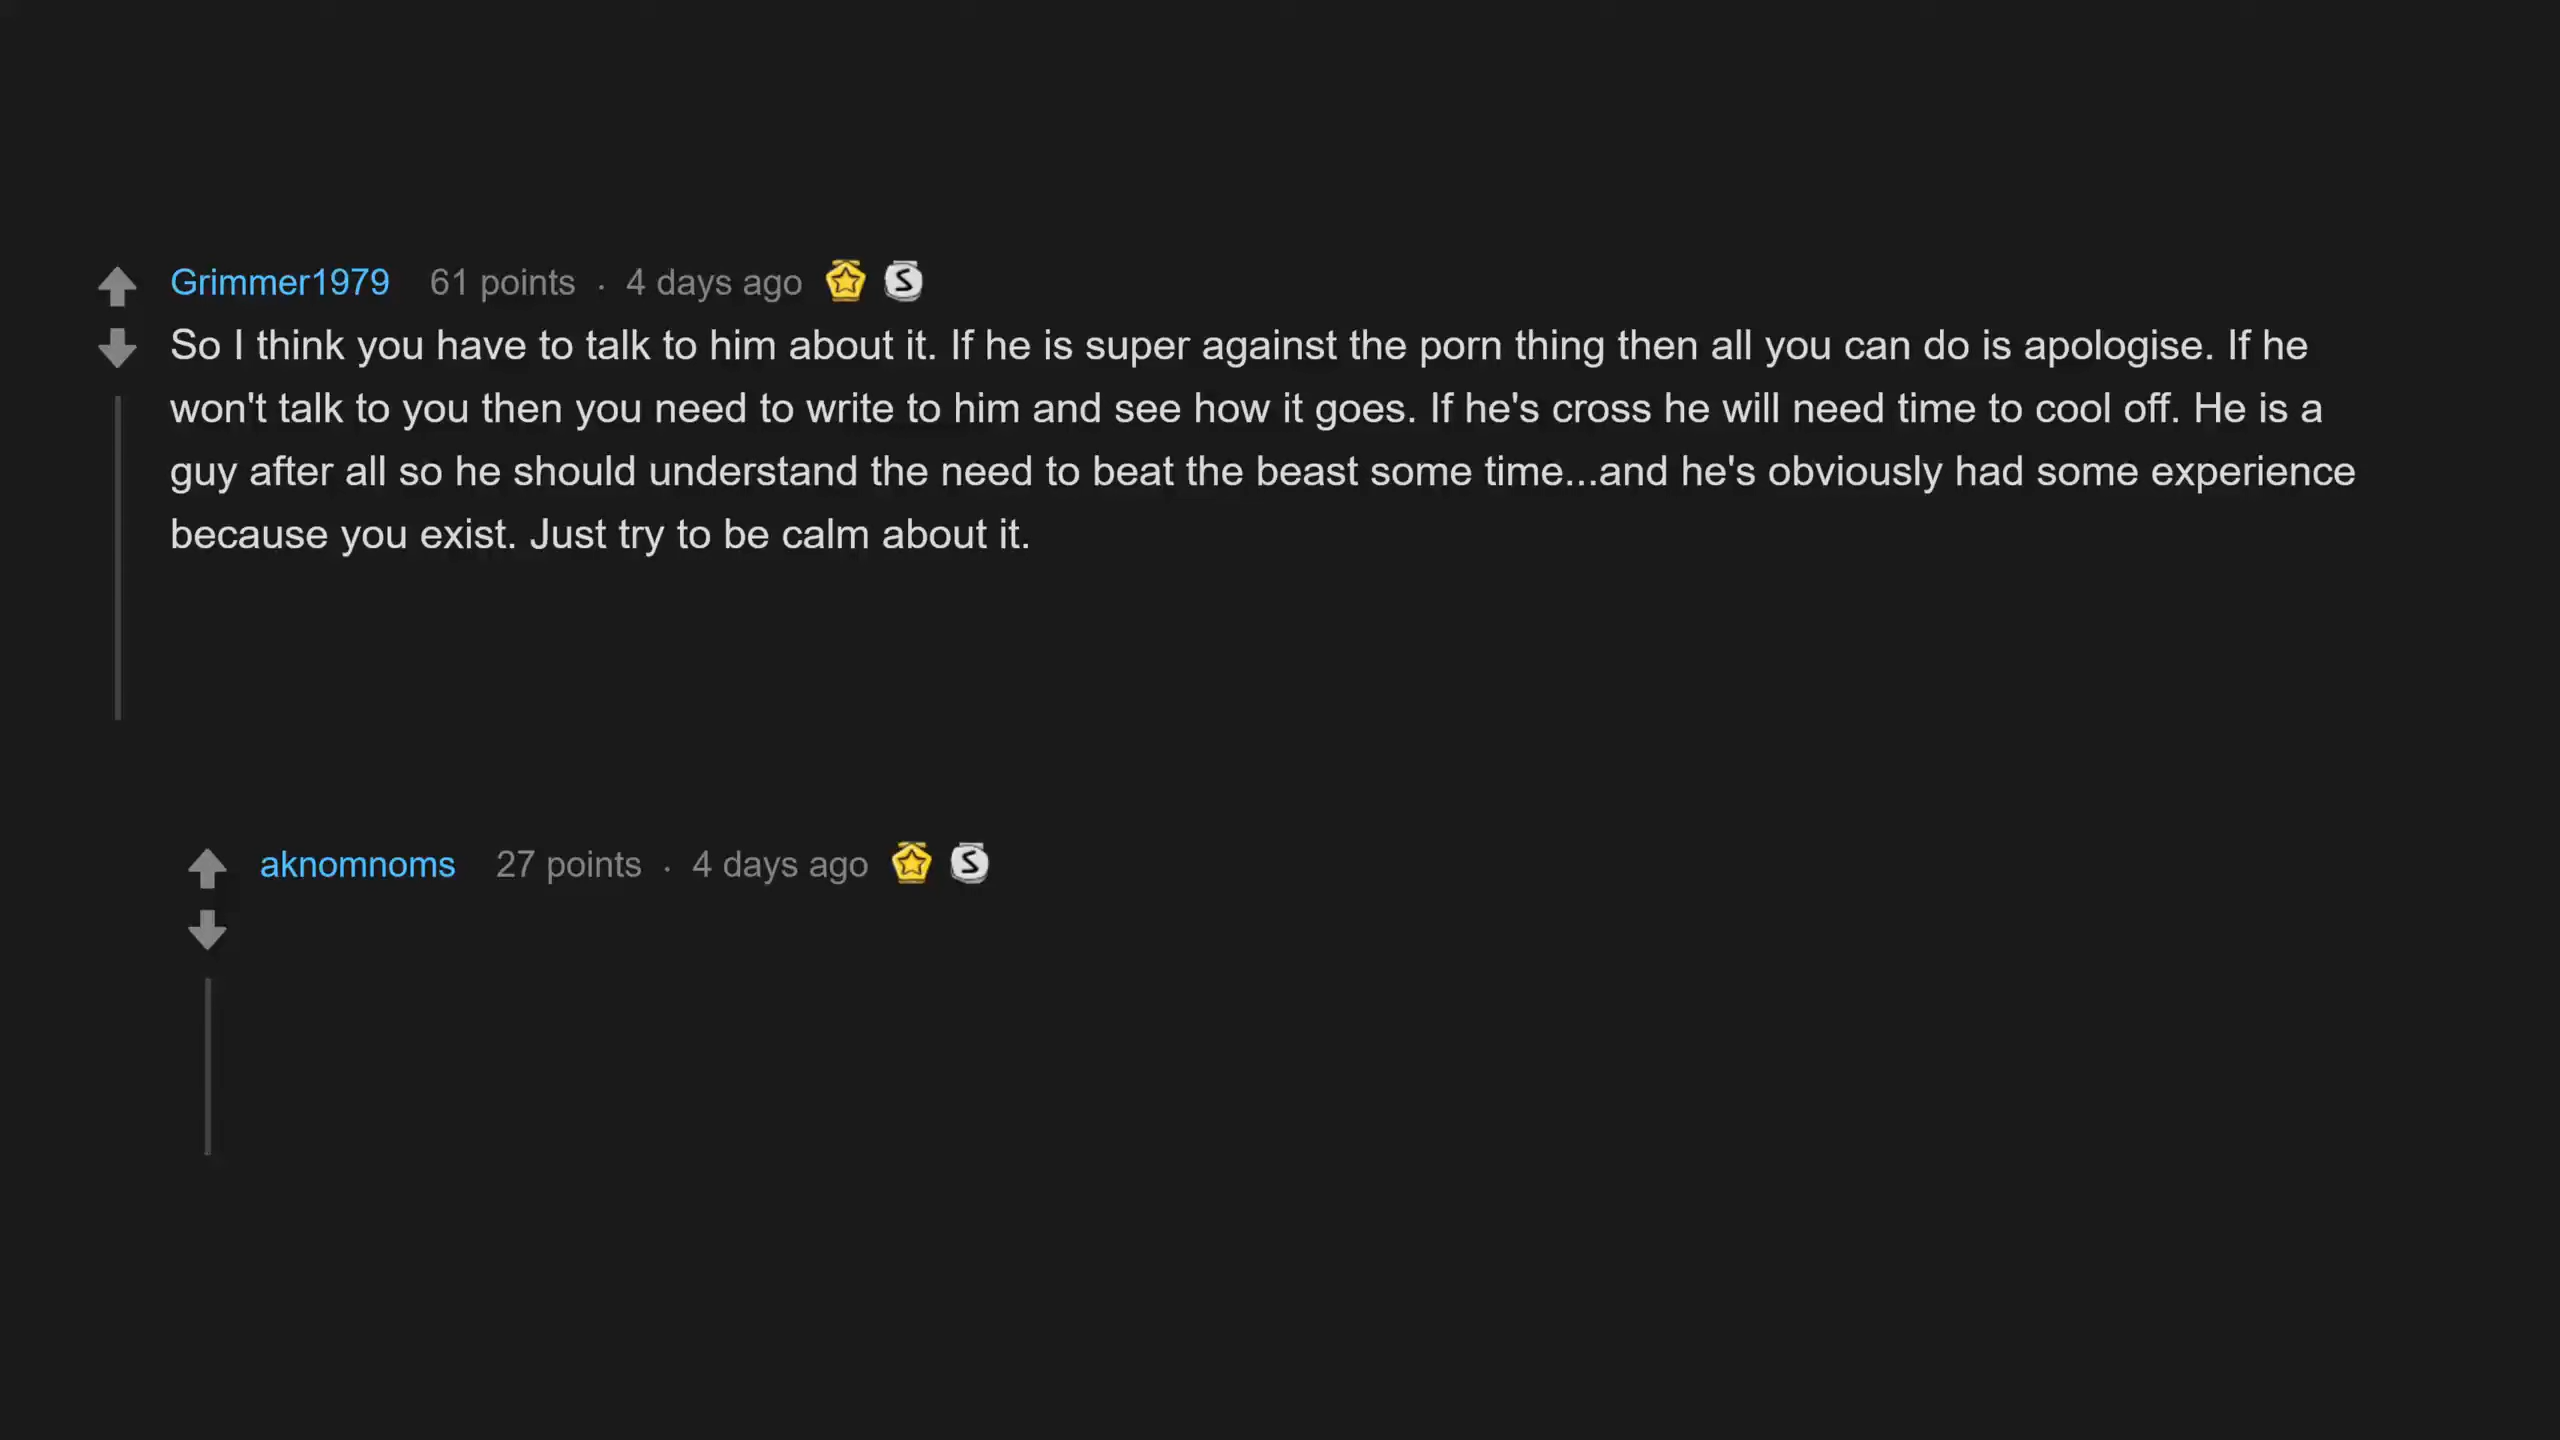 Grimmer1979 61 points · 4 days ago
So I think you have to talk to him about it. If he is super against the porn thing then all you can do is apologise. If he
won't talk to you then you need to write to him and see how it goes. If he's cross he will need time to cool off. He is a
guy after all so he should understand the need to beat the beast some time...and he's obviously had some experience
because you exist. Just try to be calm about it.
aknomnoms 27 points · 4 days ago